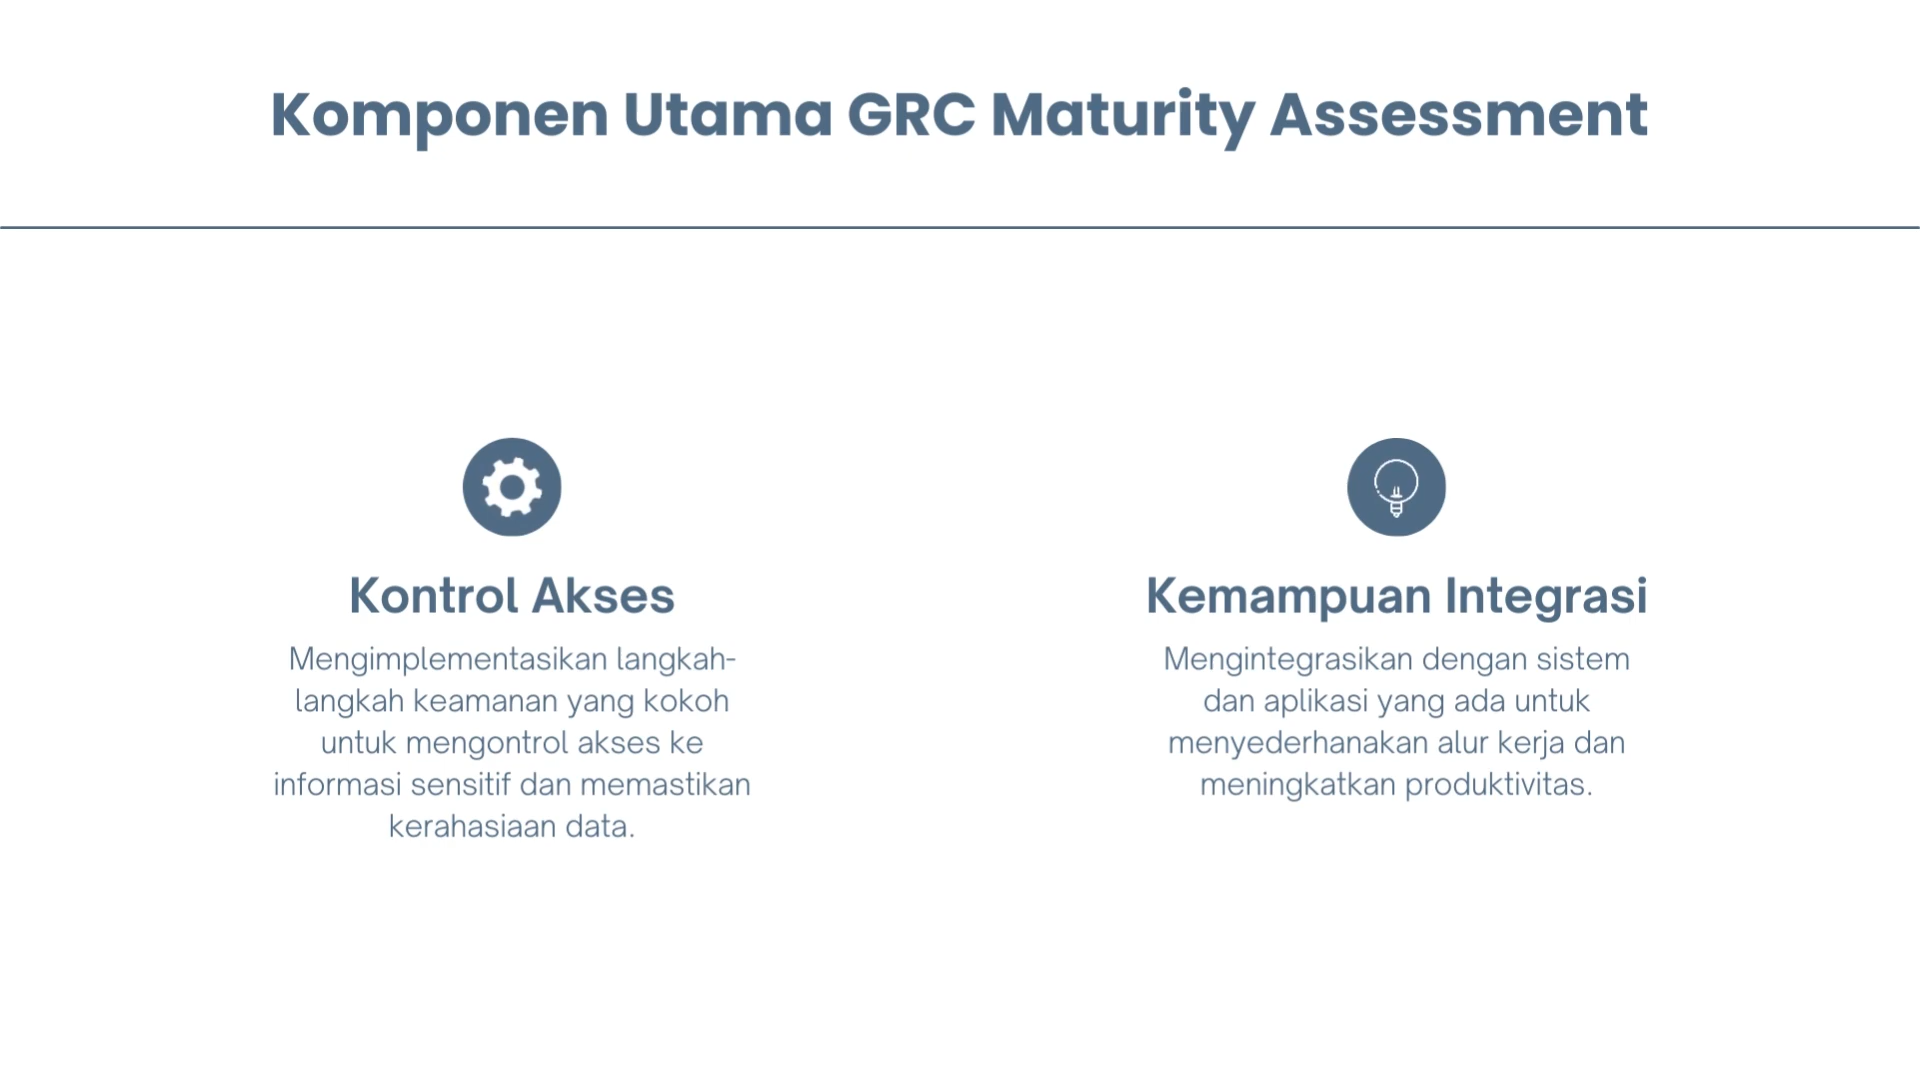 Komponen Utama GRC Maturity Assessment
Kontrol Akses
Mengimplementasikan langkah-
langkah keamanan yang kokoh
untuk mengontrol akses ke
informasi sensitif dan memastikan
kerahasiaan data.
Kemampuan Integrasi
Mengintegrasikan dengan sistem
dan aplikasi yang ada untuk
menyederhanakan alur kerja dan
meningkatkan produktivitas.